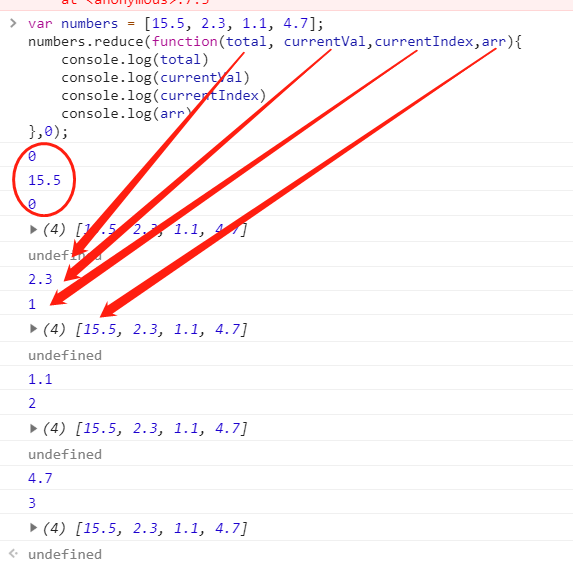 at <anonymous>:7:5
> var numbers = [15.5, 2.3, 1.1, 4.7];
numbers.reduce(function(total, currentVal,currentIndex,arr){
console.log(total)
console.log(currentVal)
console.log(currentIndex)
console.log(arr)
},0);
0
15.5
0
(4) [15.5, 2.3, 1.1, 4.7]
undefined
2.3
1
(4) [15.5, 2.3, 1.1, 4.7]
undefined
1.1
2
(4) [15.5, 2.3, 1.1, 4.7]
undefined
4.7
3
(4) [15.5, 2.3, 1.1, 4.7]
undefined